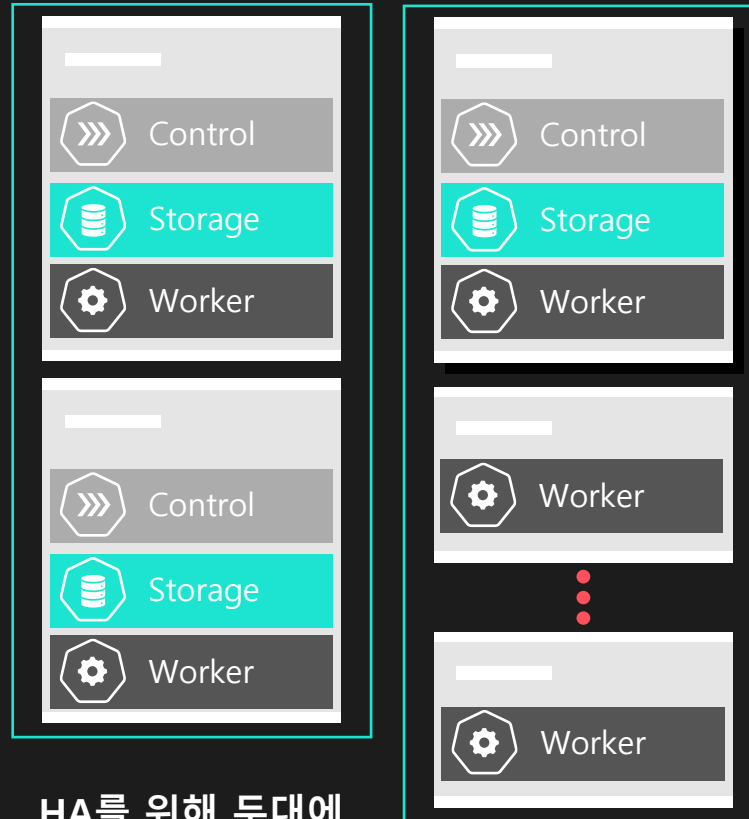 Control
Storage
Worker
Control
Storage
Worker
HA를 위해 두대에
Control
Storage
Worker
Worker
Worker